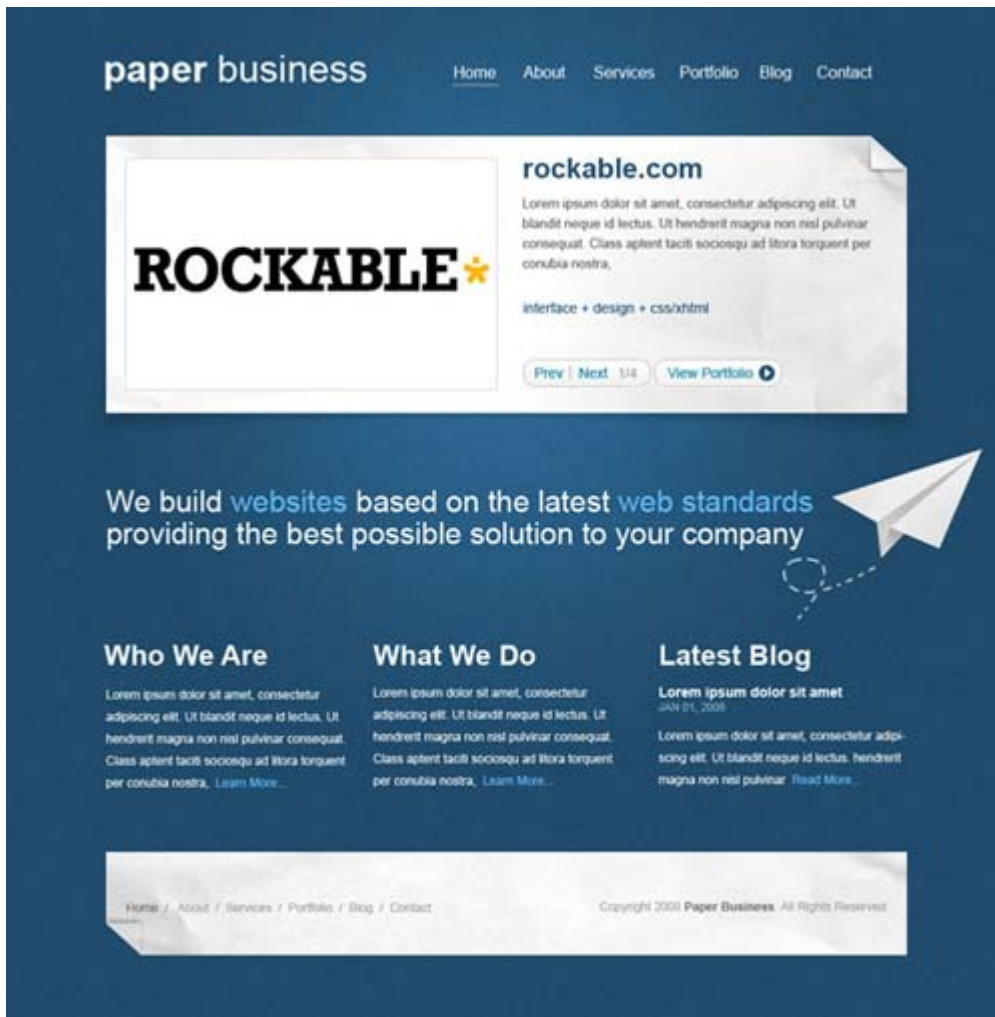 paper business
Home About Services Portfolio Blog Contact
ROCKABLE*
rockable.com
Lorem ipsum dolor sit amet, consectetur adipiscing elit. Ut
blandit neque id lectus. Ut hendrerit magna non nisl pulvinar
consequat. Class aptent taciti sociosqu ad litora torquent per
conubia nostra,
interface + design + css/xhtml
Prev | Next 1/4 View Portfolio
We build websites based on the latest web standards
providing the best possible solution to your company
Who We Are
Lorem ipsum dolor sit amet, consectetur
adipiscing elit. Ut blandit neque id lectus. Ut
hendrerit magna non nisl pulvinar consequat.
Class aptent taciti sociosqu ad litora torquent
per conubia nostra, Learn More...
What We Do
Lorem ipsum dolor sit amet, consectetur
adipiscing elit. Ut blandit neque id lectus. Ut
hendrerit magna non nisl pulvinar consequat.
Class aptent taciti sociosqu ad litora torquent
per conubia nostra, Learn More...
Latest Blog
Lorem ipsum dolor sit amet
JAN 01, 2009
Lorem ipsum dolor sit amet, consectetur adipi-
scing elit. Ut blandit neque id lectus. hendrerit
magna non nisl pulvinar Read More...
Home / About / Services / Portfolio / Blog / Contact
Copyright 2008 Paper Business. All Rights Reserved.